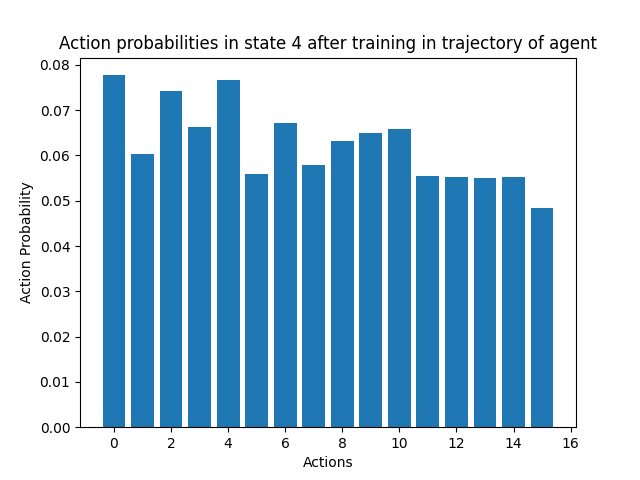 Action probabilities in state 4 after training in trajectory of agent
0.08
0.07
0.06
0.05
0.04
0.03
0.02
0.01
0.00
Action Probability
0 2 4 6 8 10 12 14 16
Actions